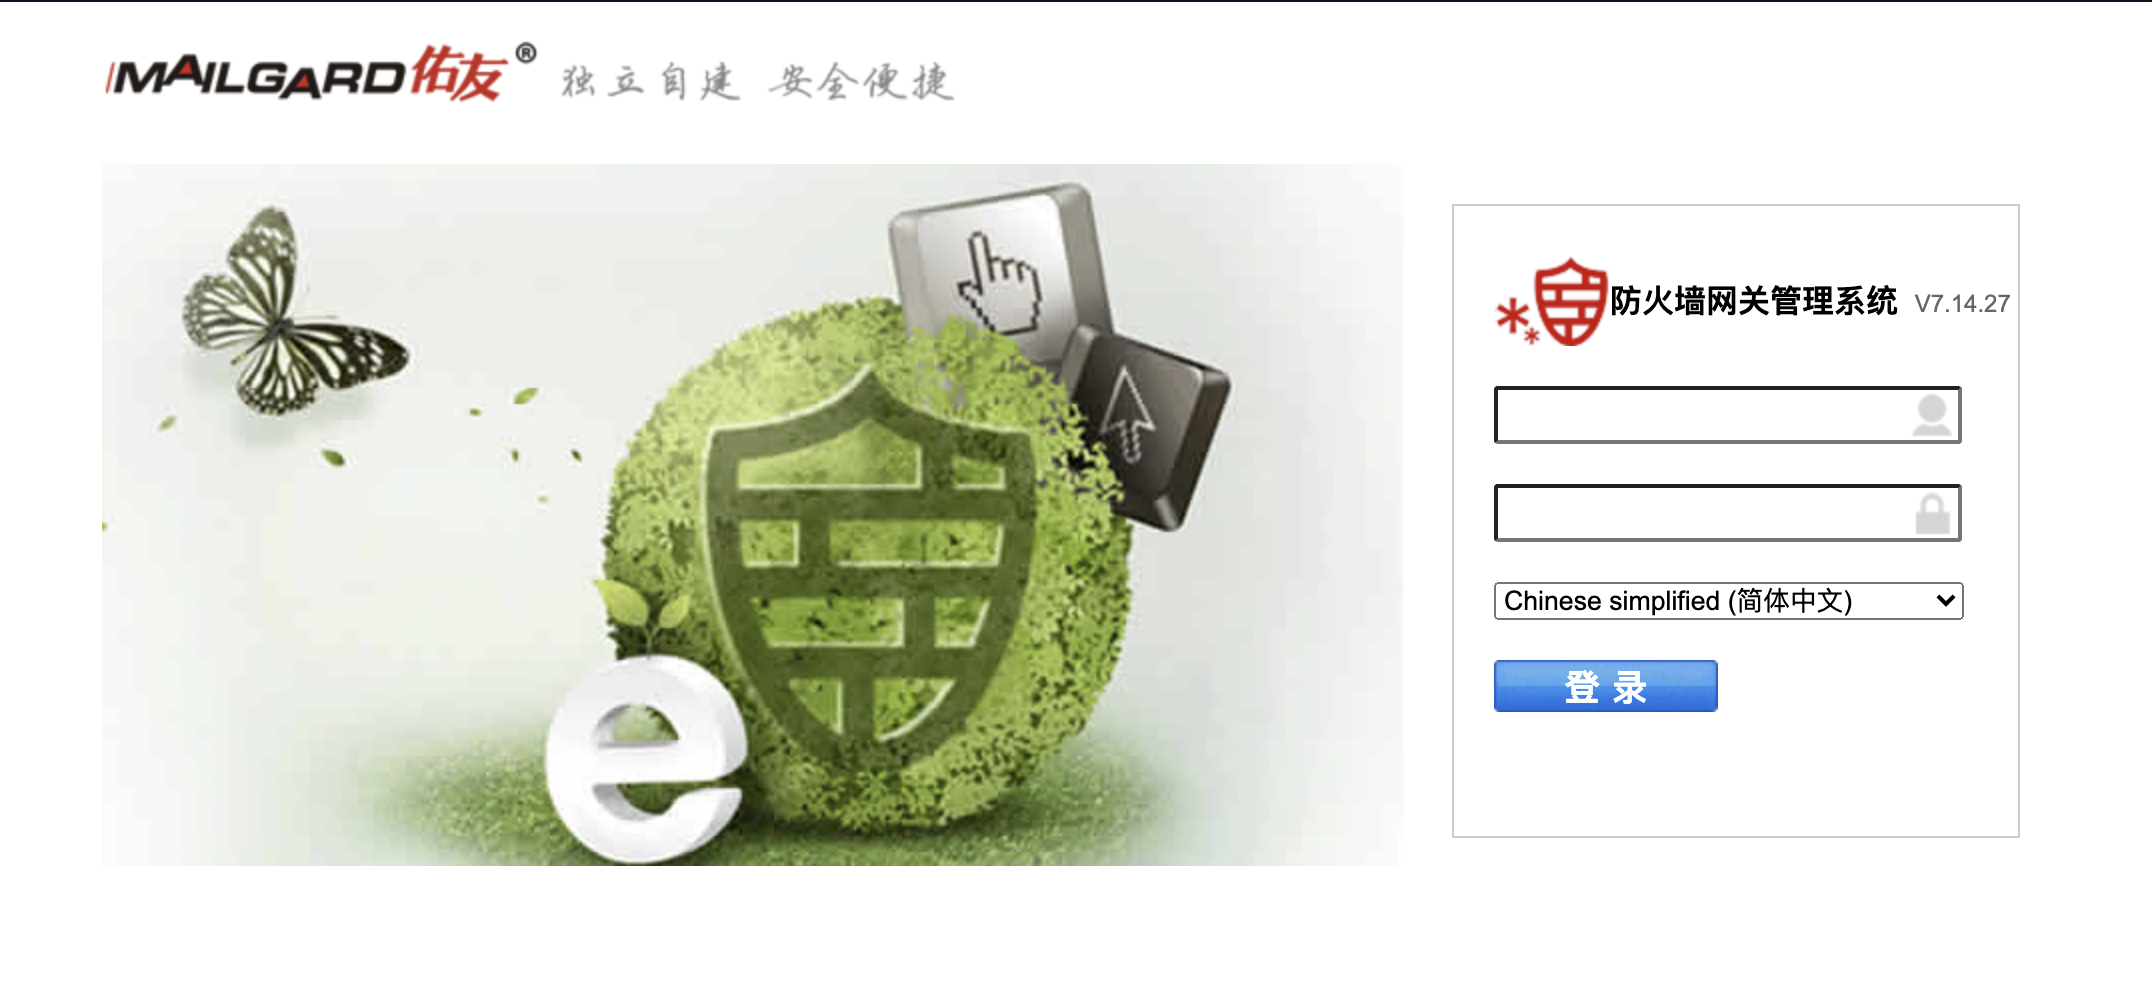 MAILGARD佑友® 独立自建 安全便捷
防火墙网关管理系统 V7.14.27
Chinese simplified (简体中文)
登 录
e